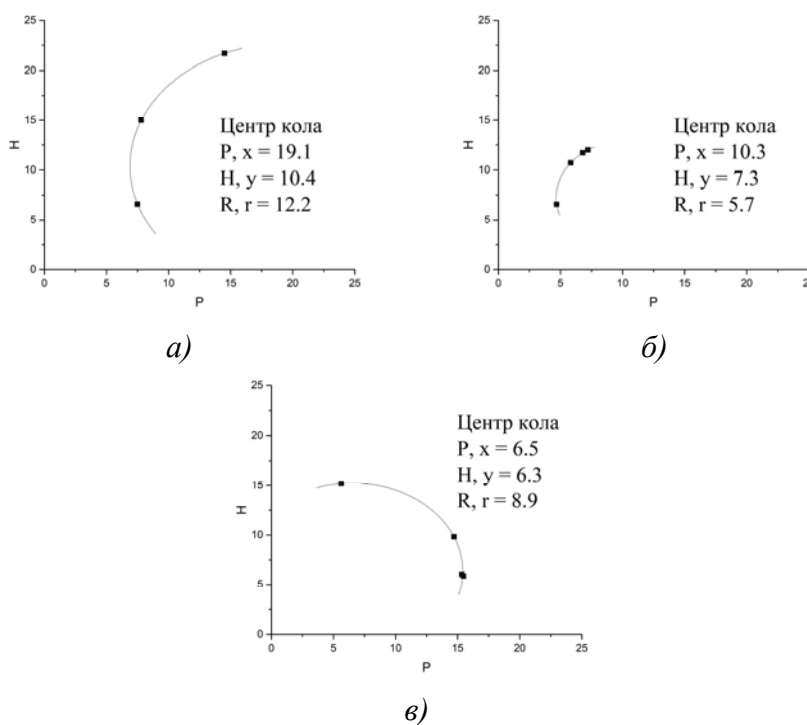 25
20
15
10
5
0
H
0
5
10
15
20
25
P
Центр кола
P, x = 19.1
H, y = 10.4
R, r = 12.2
а)
25
20
15
10
5
0
H
0
5
10
15
20
P
Центр кола
P, x = 10.3
H, y = 7.3
R, r = 5.7
б)
25
20
15
10
5
0
H
0
5
10
15
20
25
P
Центр кола
P, x = 6.5
H, y = 6.3
R, r = 8.9
в)